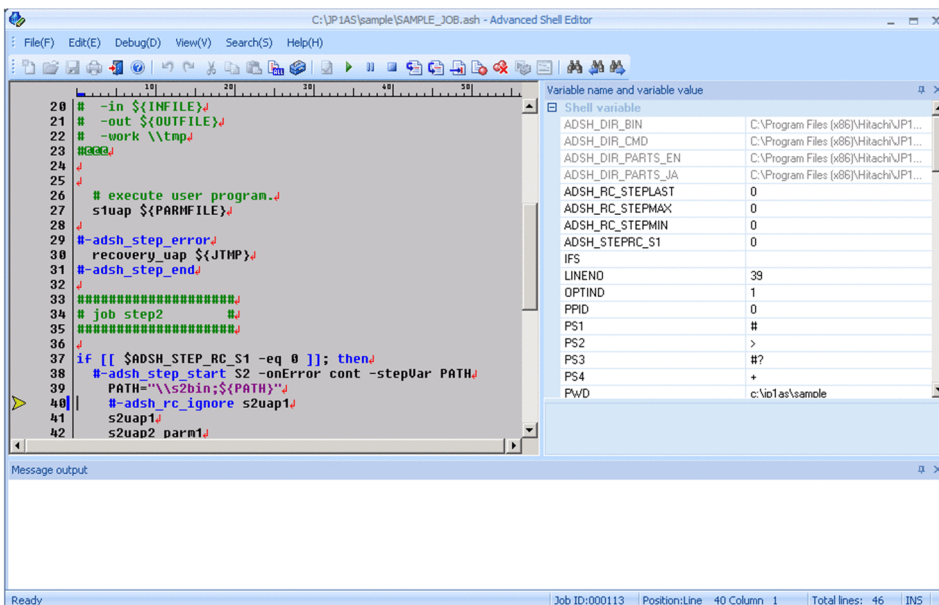 C:\JP1AS\sample\SAMPLE_JOB.ash - Advanced Shell Editor
File(F) Edit(E) Debug(D) View(V) Search(S) Help(H)
10 20 30 40 50
20 # -in ${INFILE}
21 # -out ${OUTFILE}
22 # -work \\tmp
23 #@@@
24
25
26 # execute user program.
27 s1uap ${PARMFILE}
28
29 #-adsh_step_error
30 recovery_uap ${JTMP}
31 #-adsh_step_end
32
33 ####################
34 # job step2 #
35 ####################
36
37 if [[ $ADSH_STEP_RC_S1 -eq 0 ]]; then
38 #-adsh_step_start S2 -onError cont -stepVar PATH
39 PATH="\\s2bin;${PATH}"
40 #-adsh_rc_ignore s2uap1
41 s2uap1
42 s2uap2 parm1
Variable name and variable value
Shell variable
ADSH_DIR_BIN C:\Program Files (x86)\Hitachi\JP1...
ADSH_DIR_CMD C:\Program Files (x86)\Hitachi\JP1...
ADSH_DIR_PARTS_EN C:\Program Files (x86)\Hitachi\JP1...
ADSH_DIR_PARTS_JA C:\Program Files (x86)\Hitachi\JP1...
ADSH_RC_STEPLAST 0
ADSH_RC_STEPMAX 0
ADSH_RC_STEPMIN 0
ADSH_STEPRC_S1 0
IFS
LINENO 39
OPTIND 1
PPID 0
PS1 #
PS2 >
PS3 #?
PS4 +
PWD c:\jp1as\sample
Message output
Ready Job ID:000113 Position:Line 40 Column 1 Total lines: 46 INS